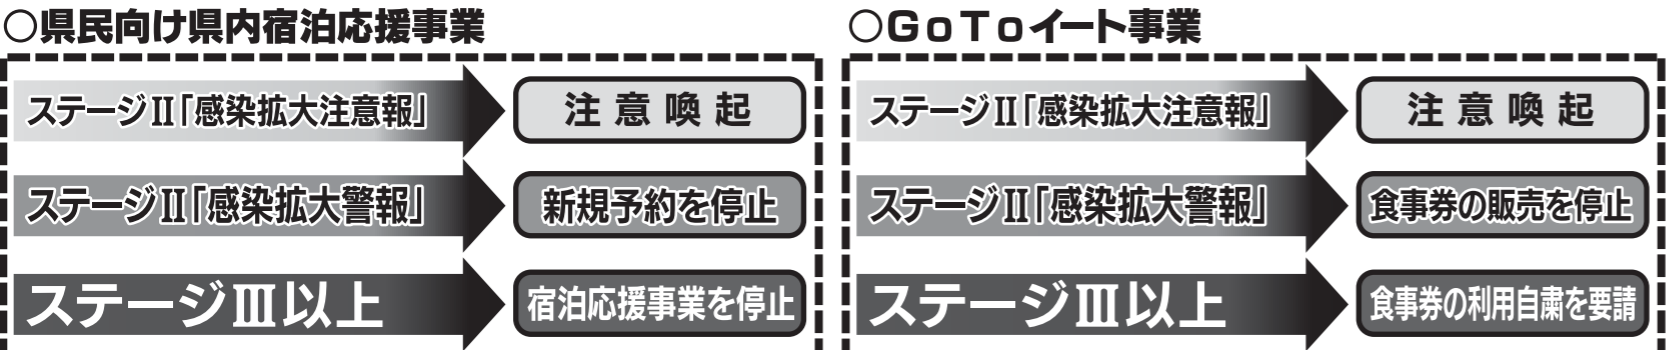 ○県民向け県内宿泊応援事業
ステージⅡ「感染拡大注意報」
注意喚起
ステージⅡ「感染拡大警報」
新規予約を停止
ステージⅢ以上
宿泊応援事業を停止
○GoToイート事業
ステージⅡ「感染拡大注意報」
注意喚起
ステージⅡ「感染拡大警報」
食事券の販売を停止
ステージⅢ以上
食事券の利用自粛を要請